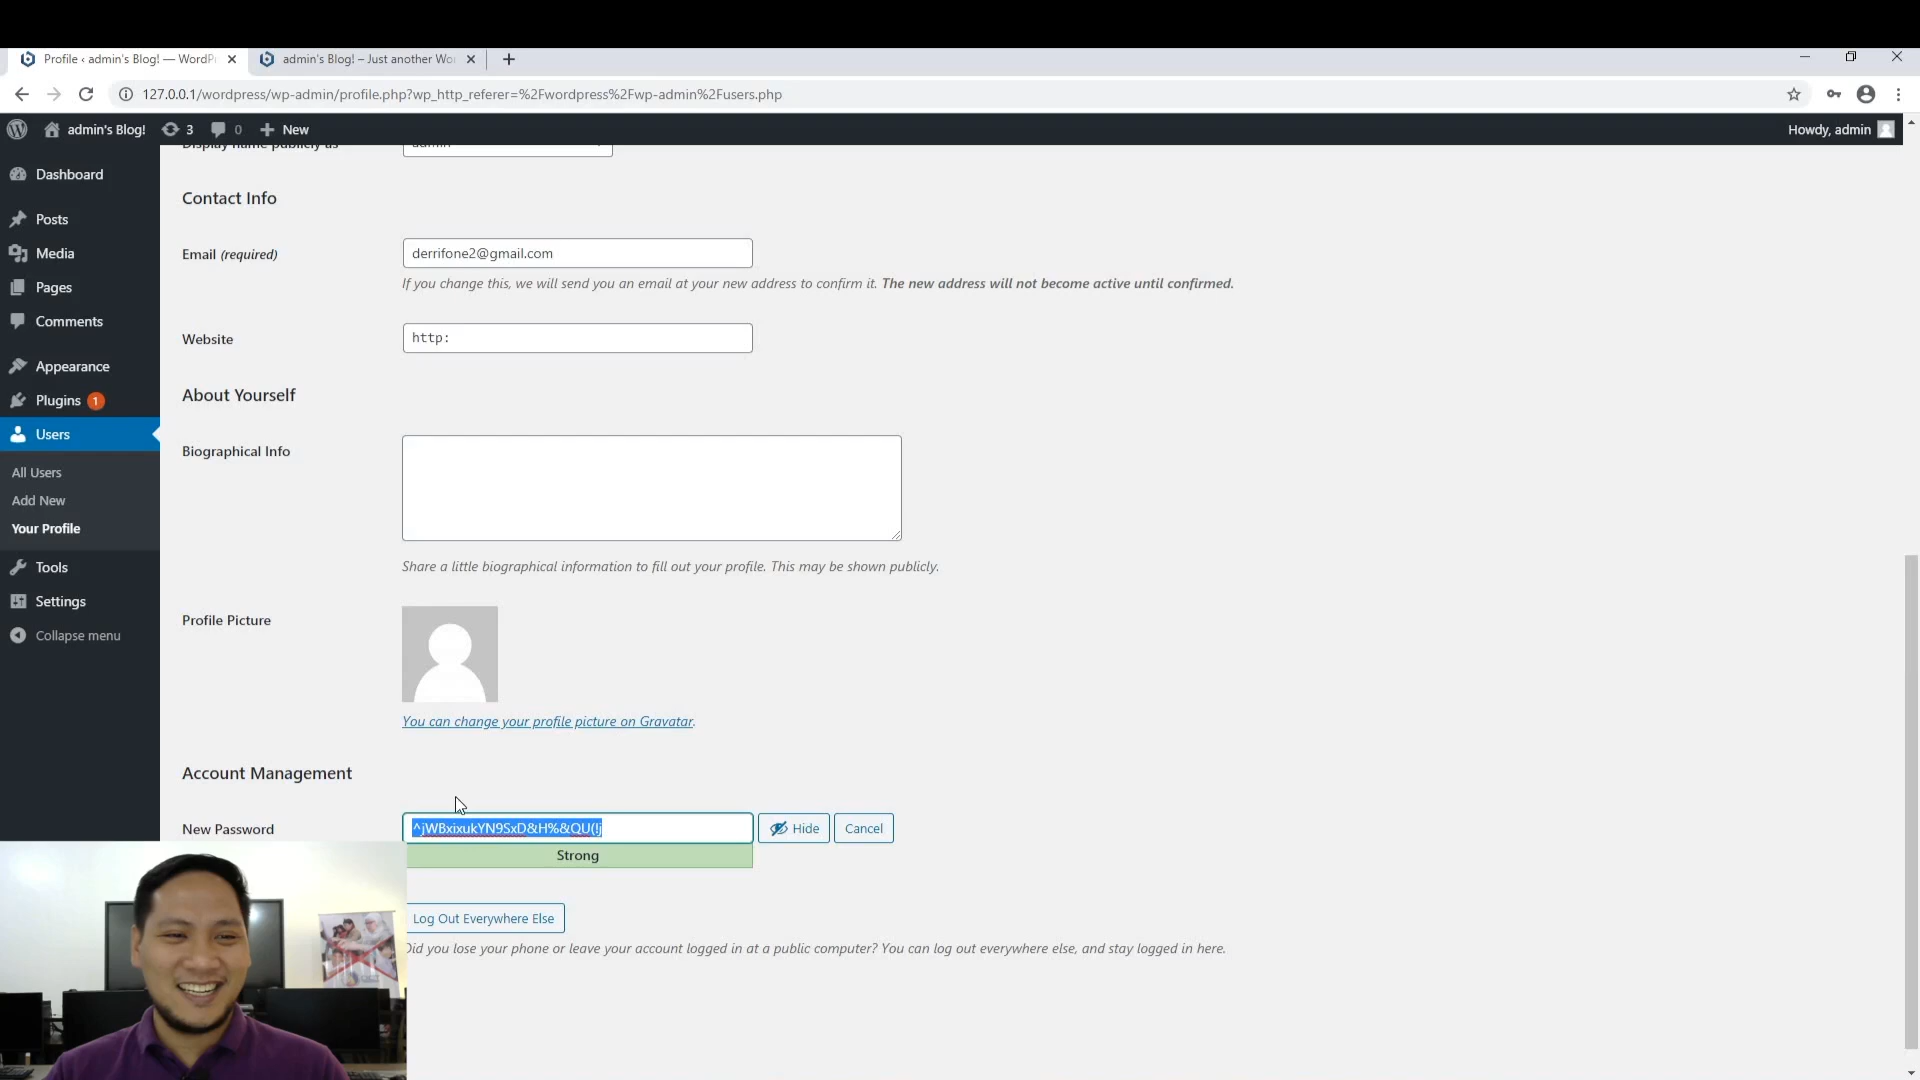 Profile ‹ admin's Blog! — WordP
admin's Blog! – Just another Wo
127.0.0.1/wordpress/wp-admin/profile.php?wp_http_referer=%2Fwordpress%2Fwp-admin%2Fusers.php
admin's Blog!
3
0
New
Howdy, admin
Dashboard
Posts
Media
Pages
Comments
Appearance
Plugins 1
Users
All Users
Add New
Your Profile
Tools
Settings
Collapse menu
Display name publicly as
admin
Contact Info
Email (required)
derrifone2@gmail.com
If you change this, we will send you an email at your new address to confirm it. The new address will not become active until confirmed.
Website
http:
About Yourself
Biographical Info
Share a little biographical information to fill out your profile. This may be shown publicly.
Profile Picture
You can change your profile picture on Gravatar.
Account Management
New Password
^jWBxixukYN9SxD&H%&QU(!j
Hide
Cancel
Strong
Log Out Everywhere Else
Did you lose your phone or leave your account logged in at a public computer? You can log out everywhere else, and stay logged in here.